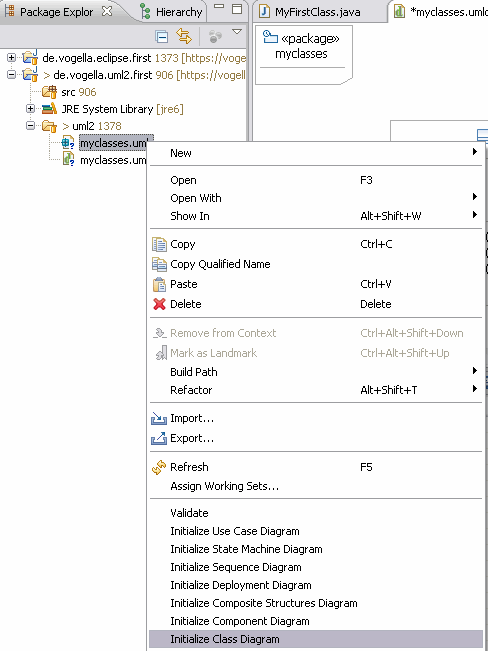 Package Explor
Hierarchy
MyFirstClass.java
*myclasses.umlc
de.vogella.eclipse.first 1373 [https://voge
> de.vogella.uml2.first 906 [https://vogell
src 906
JRE System Library [jre6]
> uml2 1378
myclasses.uml
myclasses.um
«package»
myclasses
New
Open F3
Open With
Show In Alt+Shift+W
Copy Ctrl+C
Copy Qualified Name
Paste Ctrl+V
Delete Delete
Remove from Context Ctrl+Alt+Shift+Down
Mark as Landmark Ctrl+Alt+Shift+Up
Build Path
Refactor Alt+Shift+T
Import...
Export...
Refresh F5
Assign Working Sets...
Validate
Initialize Use Case Diagram
Initialize State Machine Diagram
Initialize Sequence Diagram
Initialize Deployment Diagram
Initialize Composite Structures Diagram
Initialize Component Diagram
Initialize Class Diagram